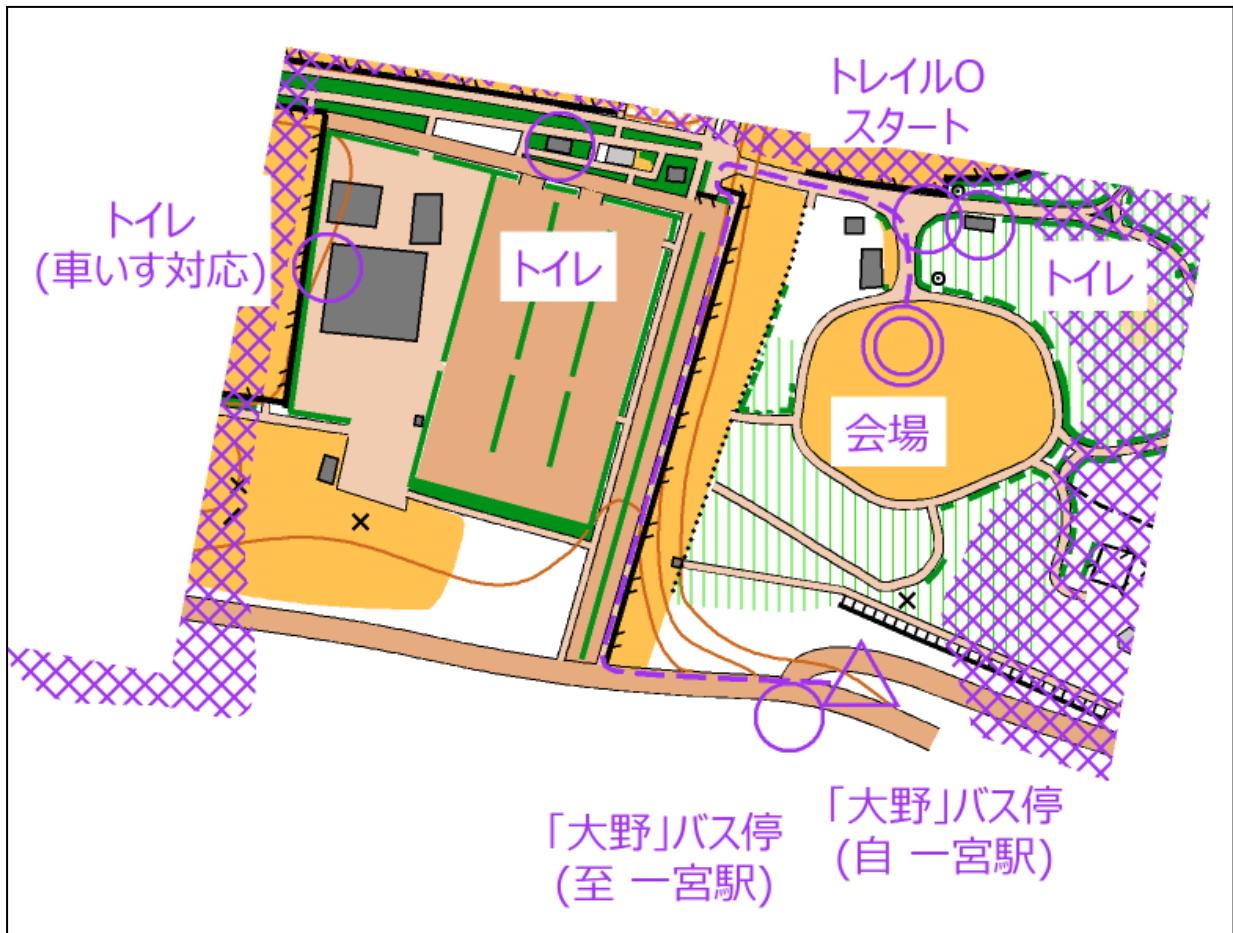 トレイルO
スタート
トイレ
(車いす対応)
トイレ
トイレ
会場
「大野」バス停
(至 一宮駅)
「大野」バス停
(自 一宮駅)